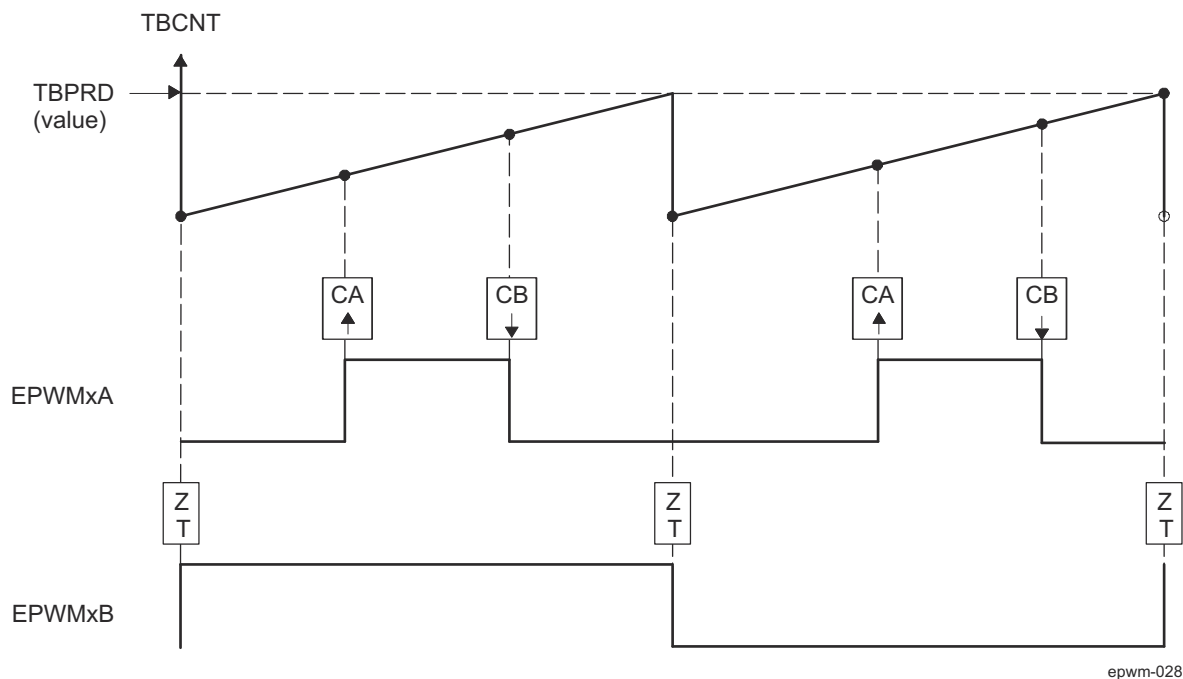 TBCNT
TBPRD
(value)
CA
CB
CA
CB
EPWMxA
Z
T
Z
T
Z
T
EPWMxB
epwm-028